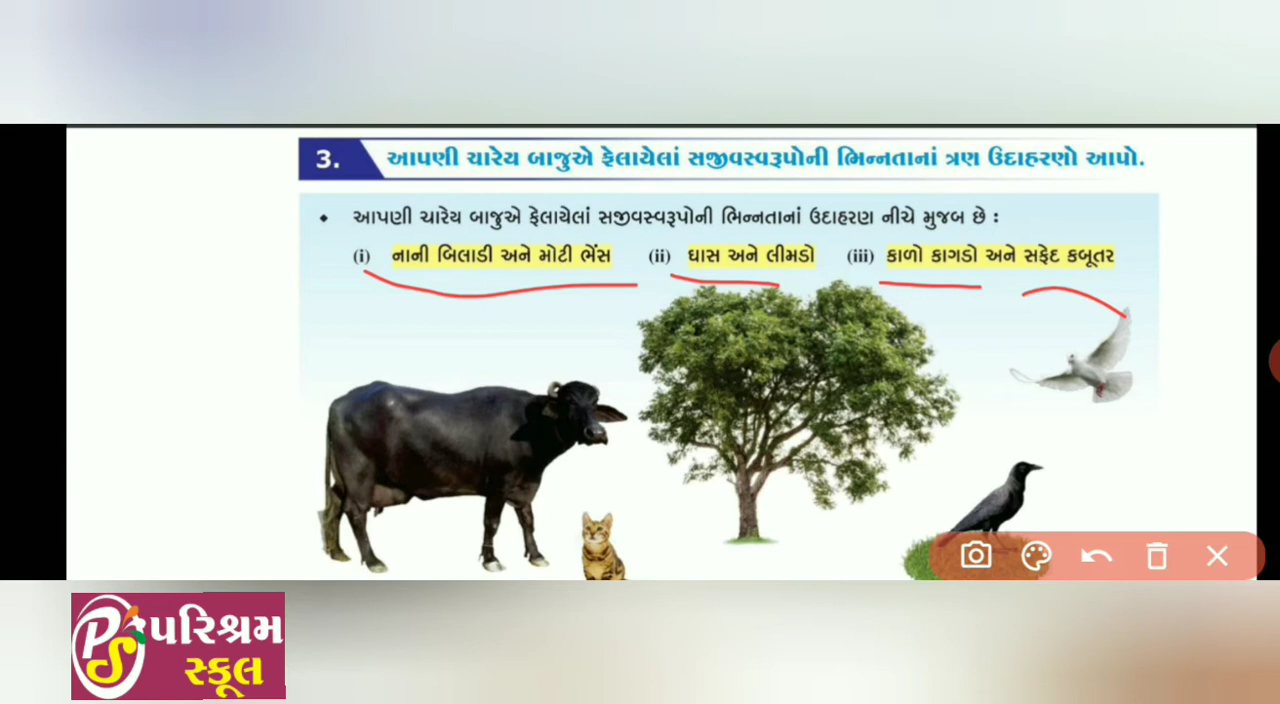 3. આપણી ચારેય બાજુએ ફેલાયેલાં સજીવસ્વરૂપોની ભિન્નતાનાં ત્રણ ઉદાહરણો આપો.
◆ આપણી ચારેય બાજુએ ફેલાયેલાં સજીવસ્વરૂપોની ભિન્નતાનાં ઉદાહરણ નીચે મુજબ છે :
(i) નાની બિલાડી અને મોટી ભેંસ (ii) ઘાસ અને લીમડો (iii) કાળો કાગડો અને સફેદ કબૂતર
PS પરિશ્રમ
સ્કૂલ